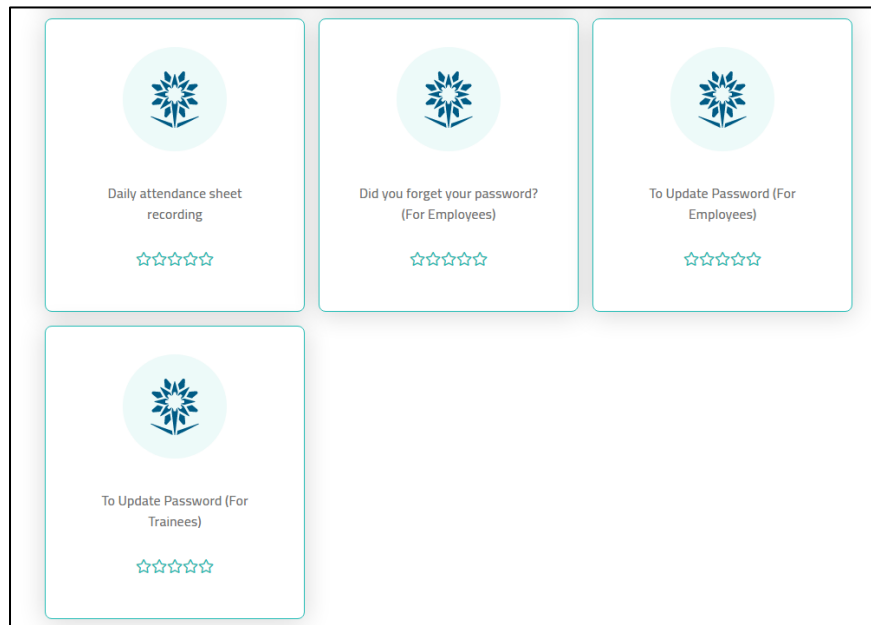 Daily attendance sheet
recording
Did you forget your password?
(For Employees)
To Update Password (For
Employees)
To Update Password (For
Trainees)